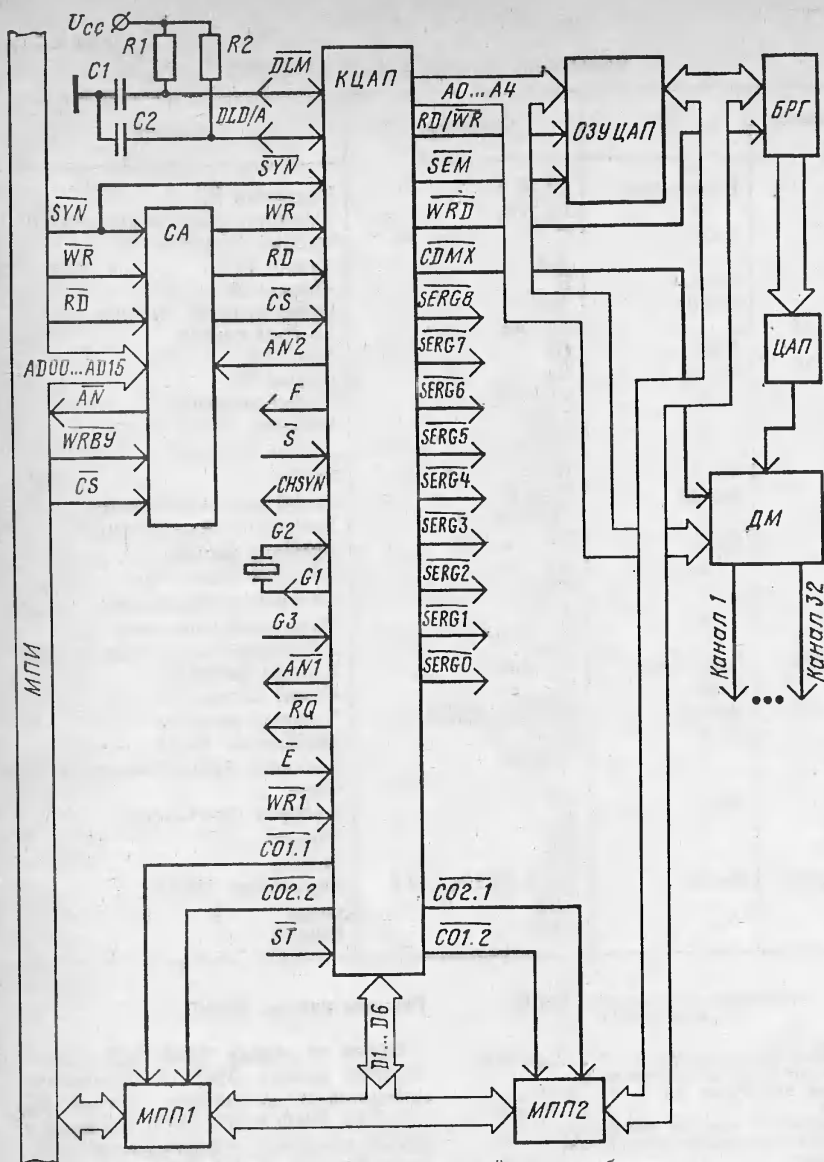 Ucc
R1
R2
C1
C2
DLM
DLD/A
SYN
КЦАП
A0...A4
RD/WR
SEM
WRD
CDMX
ОЗУ ЦАП
БРГ
ЦАП
ДМ
Канал 1
Канал 32
SYN
WR
RD
AD00...AD15
AN
WRBY
CS
МПИ
СА
WR
RD
CS
AN2
F
S
CHSYN
G2
G1
G3
AN1
RQ
E
WR1
CO1.1
CO2.2
ST
SERG8
SERG7
SERG6
SERG5
SERG4
SERG3
SERG2
SERG1
SERG0
CO2.1
CO1.2
D1...D6
МПП1
МПП2